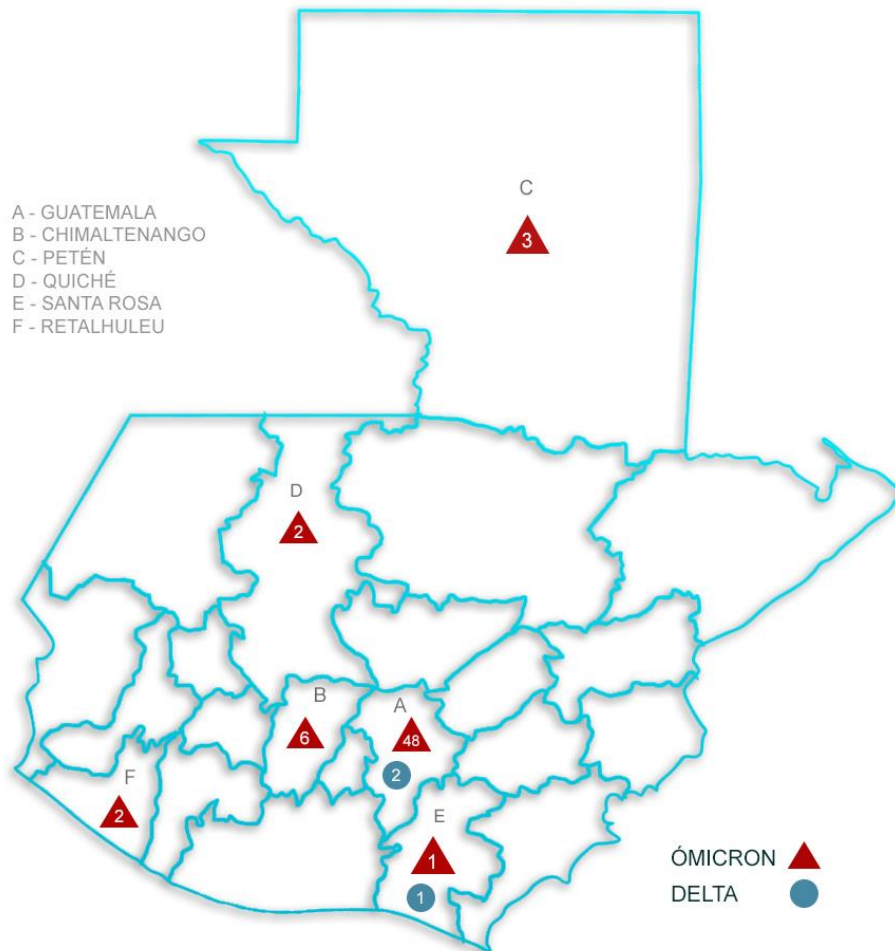 C
3
A - GUATEMALA
B - CHIMALTENANGO
C - PETÉN
D - QUICHÉ
E - SANTA ROSA
F - RETALHULEU
D
2
B
6
A
48
2
F
2
E
1
1
ÓMICRON
DELTA